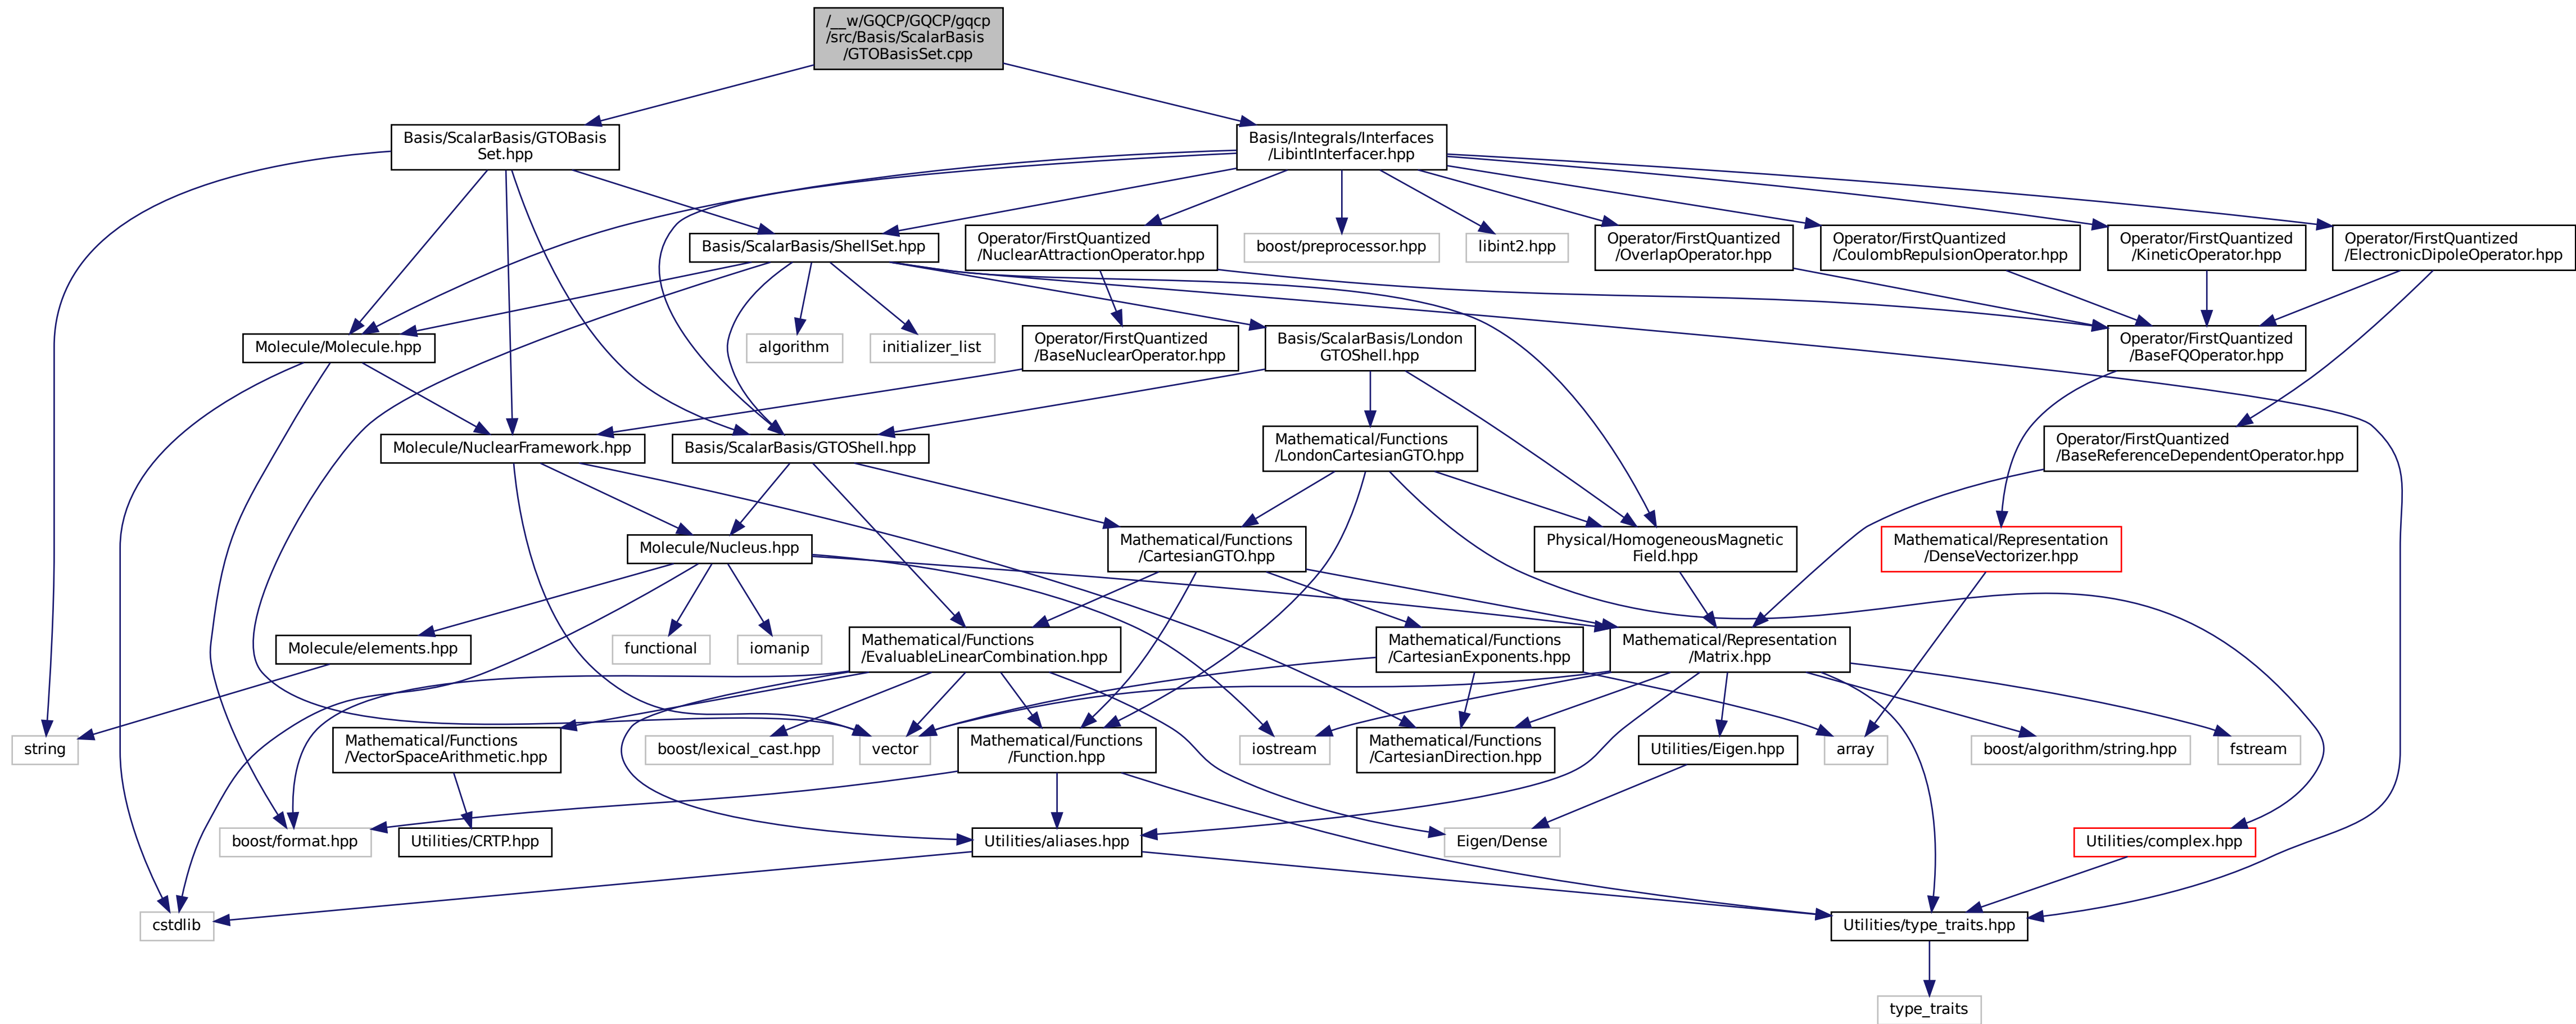 /__w/GQCP/GQCP/gqcp
/src/Basis/ScalarBasis
/GTOBasisSet.cpp
Basis/ScalarBasis/GTOBasis
Set.hpp
Basis/Integrals/Interfaces
/LibintInterfacer.hpp
Basis/ScalarBasis/ShellSet.hpp
Operator/FirstQuantized
/NuclearAttractionOperator.hpp
boost/preprocessor.hpp
libint2.hpp
Operator/FirstQuantized
/OverlapOperator.hpp
Operator/FirstQuantized
/CoulombRepulsionOperator.hpp
Operator/FirstQuantized
/KineticOperator.hpp
Operator/FirstQuantized
/ElectronicDipoleOperator.hpp
Molecule/Molecule.hpp
algorithm
initializer_list
Operator/FirstQuantized
/BaseNuclearOperator.hpp
Basis/ScalarBasis/London
GTOShell.hpp
Operator/FirstQuantized
/BaseFQOperator.hpp
Molecule/NuclearFramework.hpp
Basis/ScalarBasis/GTOShell.hpp
Mathematical/Functions
/LondonCartesianGTO.hpp
Operator/FirstQuantized
/BaseReferenceDependentOperator.hpp
Molecule/Nucleus.hpp
Mathematical/Functions
/CartesianGTO.hpp
Physical/HomogeneousMagnetic
Field.hpp
Mathematical/Representation
/DenseVectorizer.hpp
Molecule/elements.hpp
functional
iomanip
Mathematical/Functions
/EvaluableLinearCombination.hpp
Mathematical/Functions
/CartesianExponents.hpp
Mathematical/Representation
/Matrix.hpp
string
Mathematical/Functions
/VectorSpaceArithmetic.hpp
boost/lexical_cast.hpp
vector
Mathematical/Functions
/Function.hpp
iostream
Mathematical/Functions
/CartesianDirection.hpp
Utilities/Eigen.hpp
array
boost/algorithm/string.hpp
fstream
boost/format.hpp
Utilities/CRTP.hpp
Utilities/aliases.hpp
Eigen/Dense
Utilities/complex.hpp
cstdlib
Utilities/type_traits.hpp
type_traits